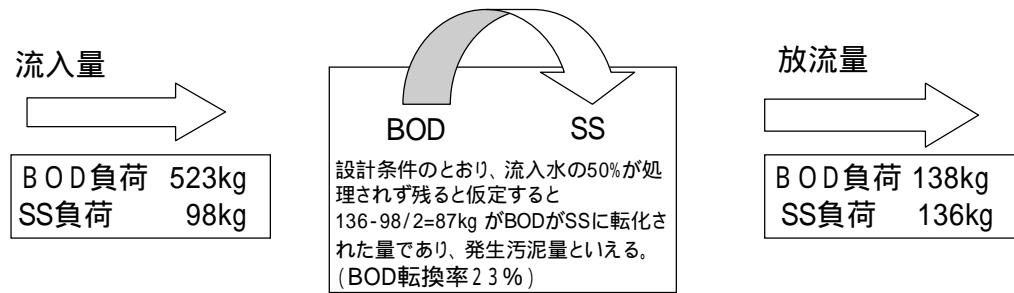 流入量
BOD負荷 523kg
SS負荷 98kg
BOD SS
設計条件のとおり、流入水の50%が処
理されず残ると仮定すると
136-98/2=87kg がBODがSSに転化さ
れた量であり、発生汚泥量といえる。
(BOD転換率23%)
放流量
BOD負荷 138kg
SS負荷 136kg